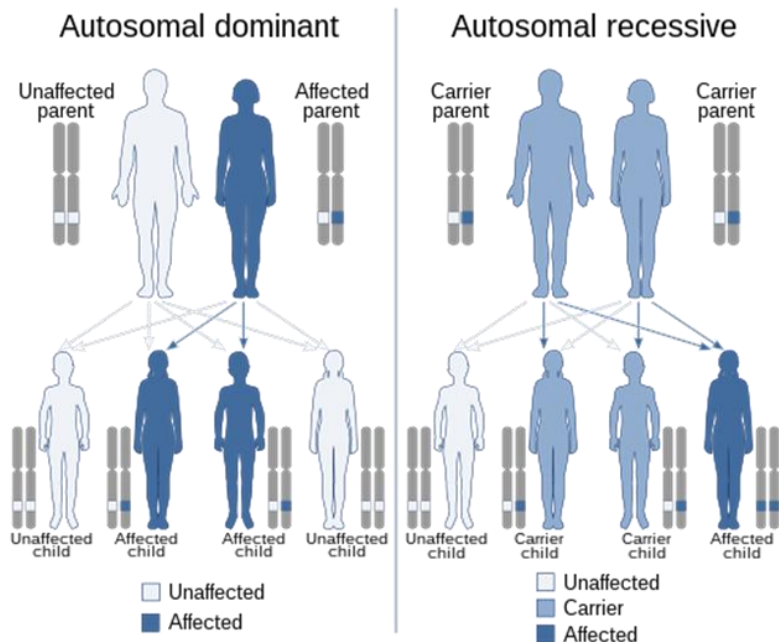 Autosomal dominant
Unaffected
parent
Affected
parent
Unaffected
child
Affected
child
Affected
child
Unaffected
child
Unaffected
Affected
Autosomal recessive
Carrier
parent
Carrier
parent
Unaffected
child
Carrier
child
Carrier
child
Affected
child
Unaffected
Carrier
Affected